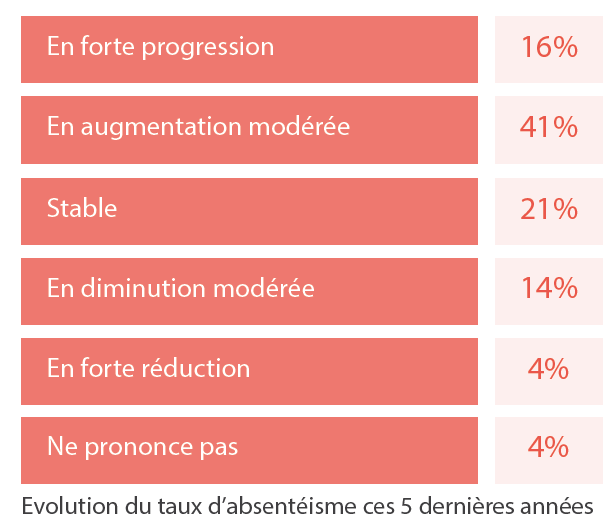 En forte progression 16%
En augmentation modérée 41%
Stable 21%
En diminution modérée 14%
En forte réduction 4%
Ne prononce pas 4%
Evolution du taux d’absentéisme ces 5 dernières années